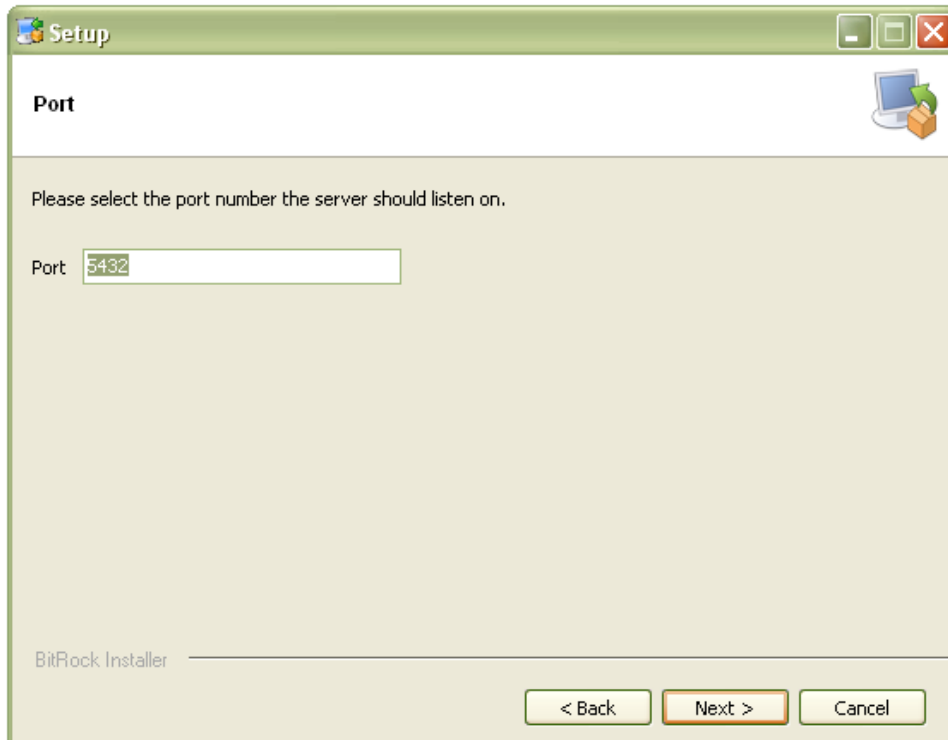 Setup
Port
Please select the port number the server should listen on.
Port 5432
BitRock Installer
< Back Next > Cancel